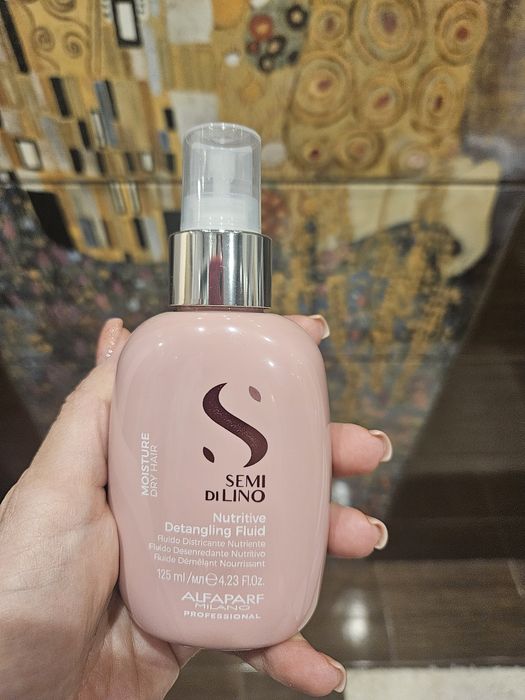 MOISTURE
DRY HAIR
SEMI
DI LINO
Nutritive
Detangling Fluid
Fluido Districante Nutriente
Fluido Desenredante Nutritivo
Fluide Démêlant Nourrissant
125 ml/мл ℮ 4.23 Fl.Oz.
ALFAPARF
MILANO
PROFESSIONAL